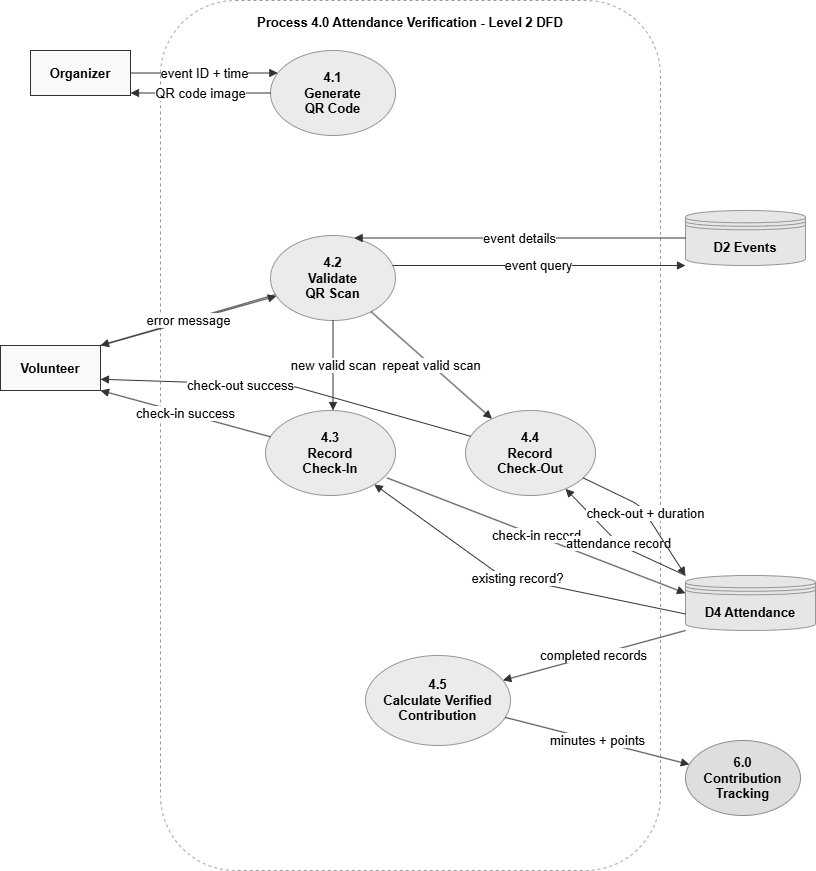 Process 4.0 Attendance Verification - Level 2 DFD
Organizer
event ID + time
QR code image
4.1
Generate
QR Code
event details
event query
D2 Events
4.2
Validate
QR Scan
error message
Volunteer
new valid scan
repeat valid scan
check-out success
check-in success
4.3
Record
Check-In
4.4
Record
Check-Out
check-out + duration
check-in record
attendance record
existing record?
D4 Attendance
completed records
4.5
Calculate Verified
Contribution
minutes + points
6.0
Contribution
Tracking